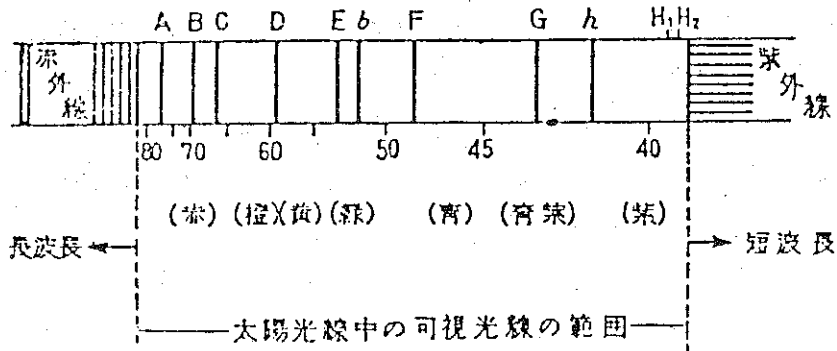 A B C D E b F G h H₁ H₂
赤外線
紫外線
80 70 60 50 45 40
(赤) (橙)(黄)(緑) (青) (青紫) (紫)
長波長
短波長
太陽光線中の可視光線の範囲